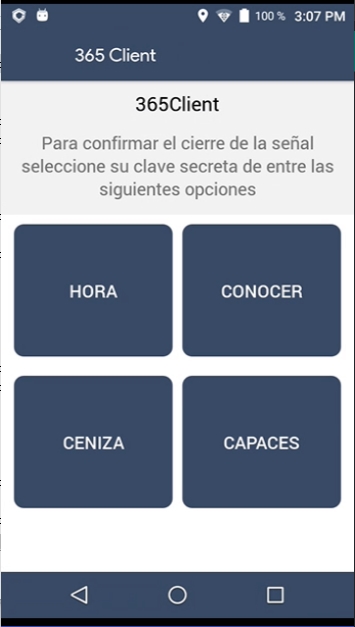 100 % 3:07 PM
365 Client
365Client
Para confirmar el cierre de la señal
seleccione su clave secreta de entre las
siguientes opciones
HORA
CONOCER
CENIZA
CAPACES